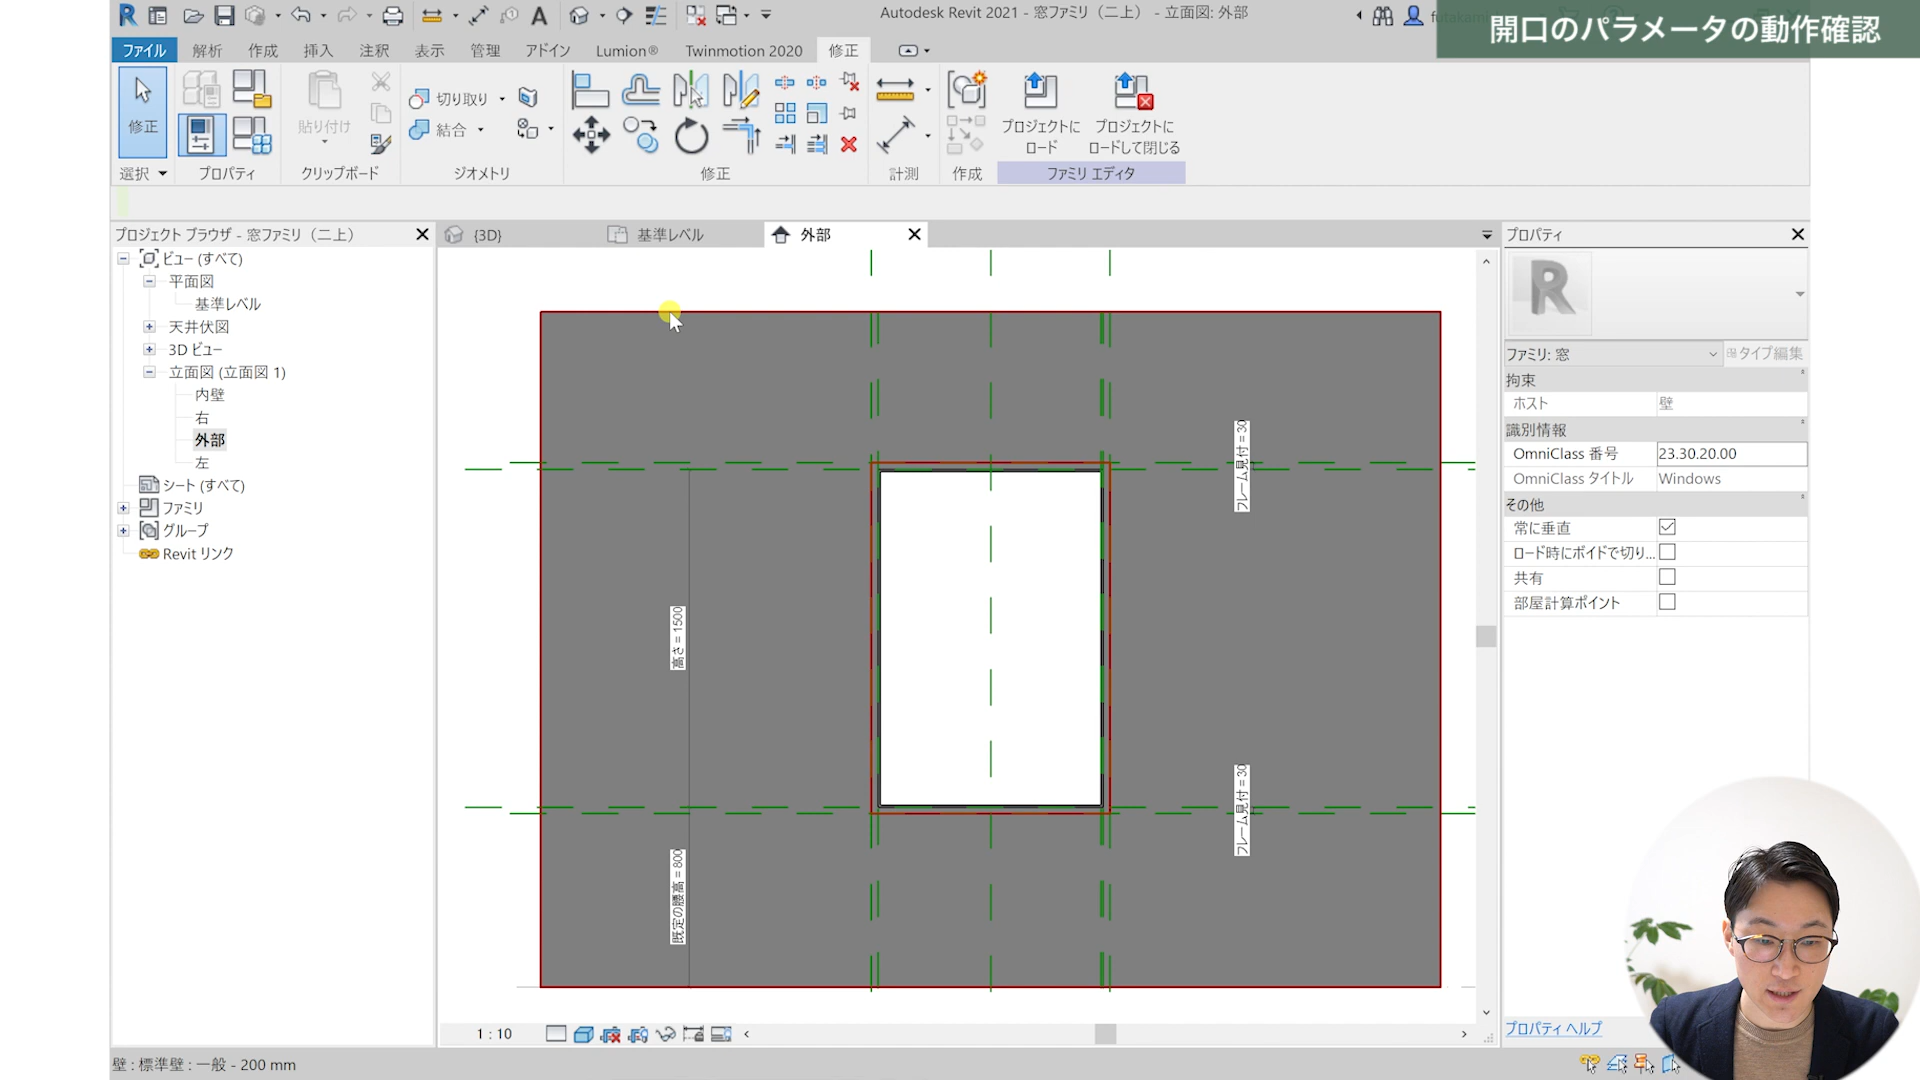 Autodesk Revit 2021 - 窓ファミリ（二上） - 立面図: 外部
開口のパラメータの動作確認
ファイル 解析 作成 挿入 注釈 表示 管理 アドイン Lumion® Twinmotion 2020 修正
修正
貼り付け
切り取り
結合
プロジェクトに
ロード
プロジェクトに
ロードして閉じる
選択 プロパティ クリップボード ジオメトリ 修正 計測 作成 ファミリ エディタ
プロジェクト ブラウザ - 窓ファミリ（二上）
{3D} 基準レベル 外部
プロパティ
ビュー (すべて)
平面図
基準レベル
天井伏図
3D ビュー
立面図 (立面図 1)
内壁
右
外部
左
シート (すべて)
ファミリ
グループ
Revit リンク
高さ = 1500
既定の腰高 = 800
フレーム見付 = 30
フレーム見付 = 30
ファミリ: 窓
タイプ編集
拘束
ホスト 壁
識別情報
OmniClass 番号 23.30.20.00
OmniClass タイトル Windows
その他
常に垂直
ロード時にボイドで切り...
共有
部屋計算ポイント
プロパティ ヘルプ
1 : 10
壁 : 標準壁 : 一般 - 200 mm